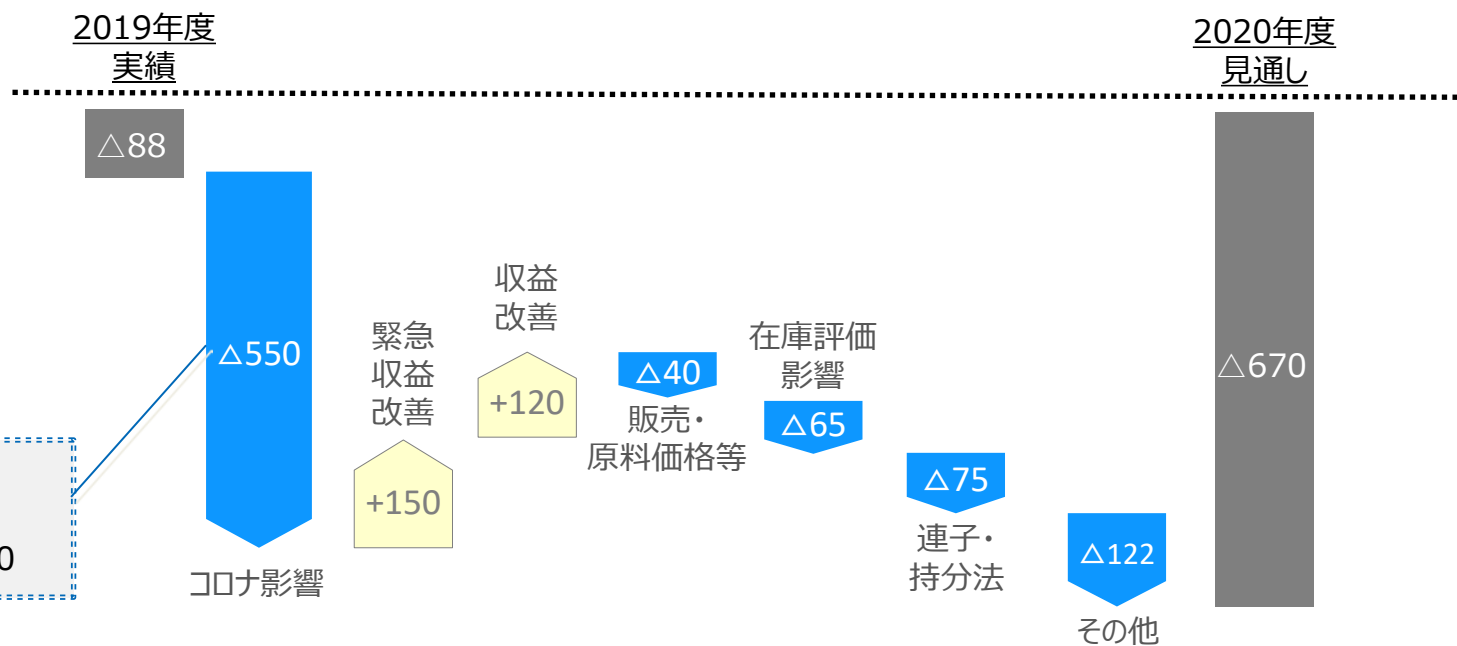 2019年度
実績
2020年度
見通し
△88
△550
コロナ影響
緊急
収益
改善
+150
収益
改善
+120
△40
販売・
原料価格等
在庫評価
影響
△65
△75
連子・
持分法
△122
その他
△670
0